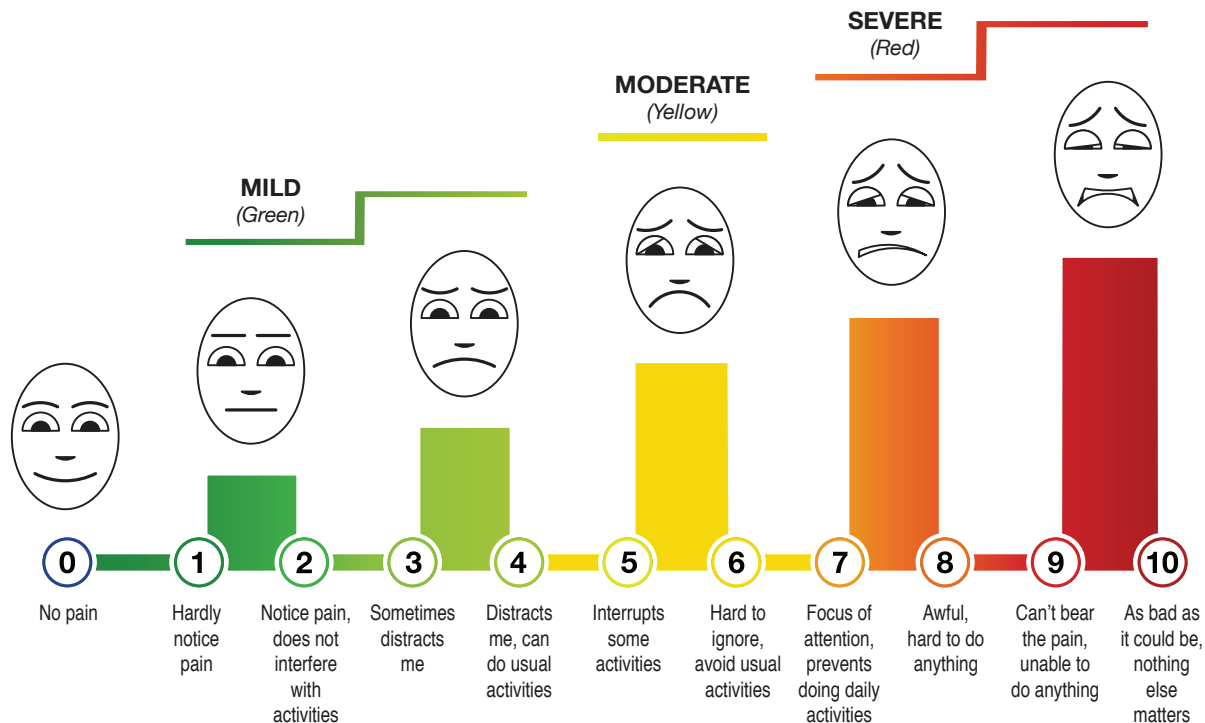 SEVERE
(Red)
MODERATE
(Yellow)
MILD
(Green)
0
1
2
3
4
5
6
7
8
9
10
No pain
Hardly
notice
pain
Notice pain,
does not
interfere
with
activities
Sometimes
distracts
me
Distracts
me, can
do usual
activities
Interrupts
some
activities
Hard to
ignore,
avoid usual
activities
Focus of
attention,
prevents
doing daily
activities
Awful,
hard to do
anything
Can’t bear
the pain,
unable to
do anything
As bad as
it could be,
nothing
else
matters